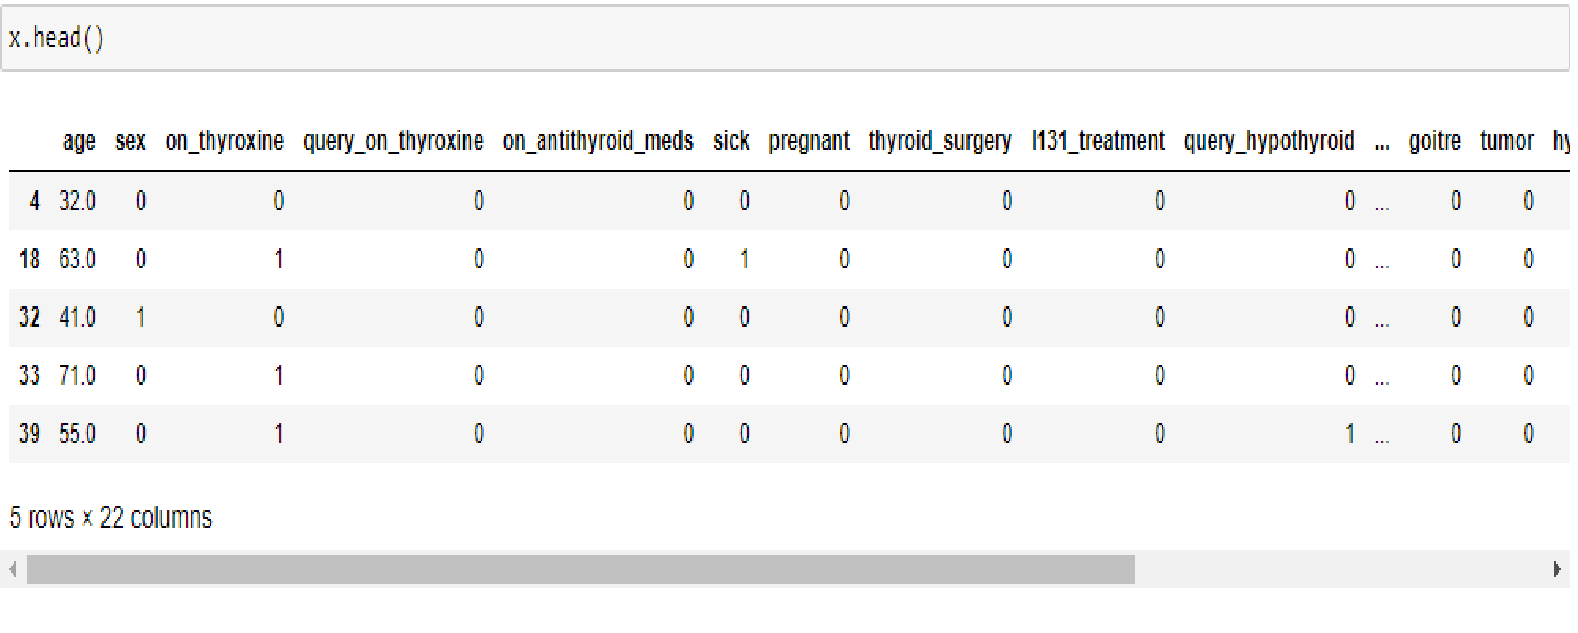 x.head()
age sex on_thyroxine query_on_thyroxine on_antithyroid_meds sick pregnant thyroid_surgery I131_treatment query_hypothyroid ... goitre tumor hy
4 32.0 0 0 0 0 0 0 0 0 0 ... 0 0
18 63.0 0 1 0 0 1 0 0 0 0 ... 0 0
32 41.0 1 0 0 0 0 0 0 0 0 ... 0 0
33 71.0 0 1 0 0 0 0 0 0 0 ... 0 0
39 55.0 0 1 0 0 0 0 0 0 1 ... 0 0
5 rows × 22 columns